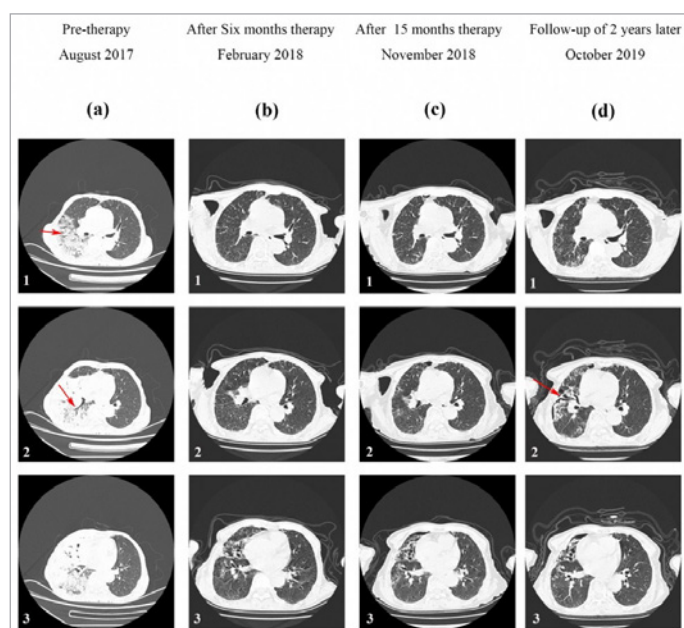 Pre-therapy
August 2017
After Six months therapy
February 2018
After 15 months therapy
November 2018
Follow-up of 2 years later
October 2019
(a)
(b)
(c)
(d)
1
1
1
1
2
2
2
2
3
3
3
3